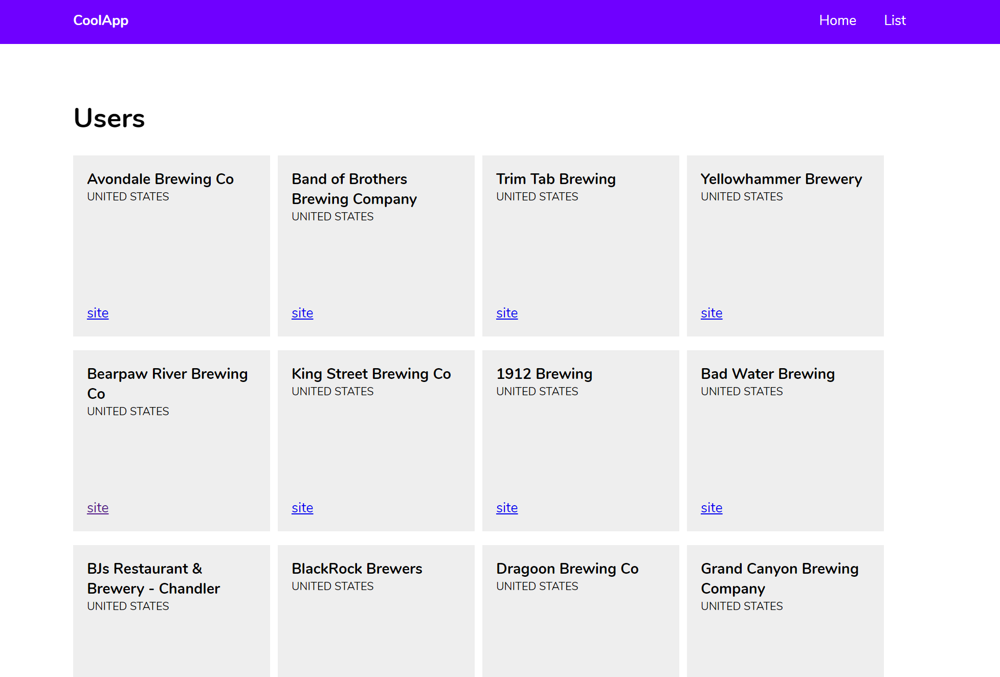 CoolApp Home List
Users
Avondale Brewing Co
UNITED STATES
site
Band of Brothers
Brewing Company
UNITED STATES
site
Trim Tab Brewing
UNITED STATES
site
Yellowhammer Brewery
UNITED STATES
site
Bearpaw River Brewing
Co
UNITED STATES
site
King Street Brewing Co
UNITED STATES
site
1912 Brewing
UNITED STATES
site
Bad Water Brewing
UNITED STATES
site
BJs Restaurant &
Brewery - Chandler
UNITED STATES
BlackRock Brewers
UNITED STATES
Dragoon Brewing Co
UNITED STATES
Grand Canyon Brewing
Company
UNITED STATES